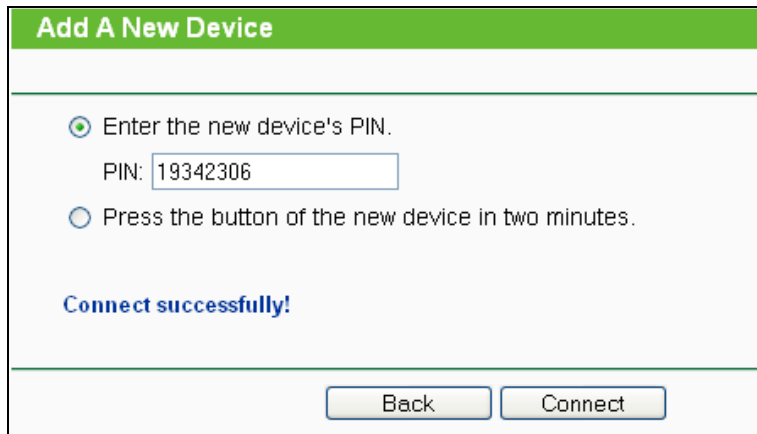 Add A New Device
Enter the new device's PIN.
PIN: 19342306
Press the button of the new device in two minutes.
Connect successfully!
Back Connect